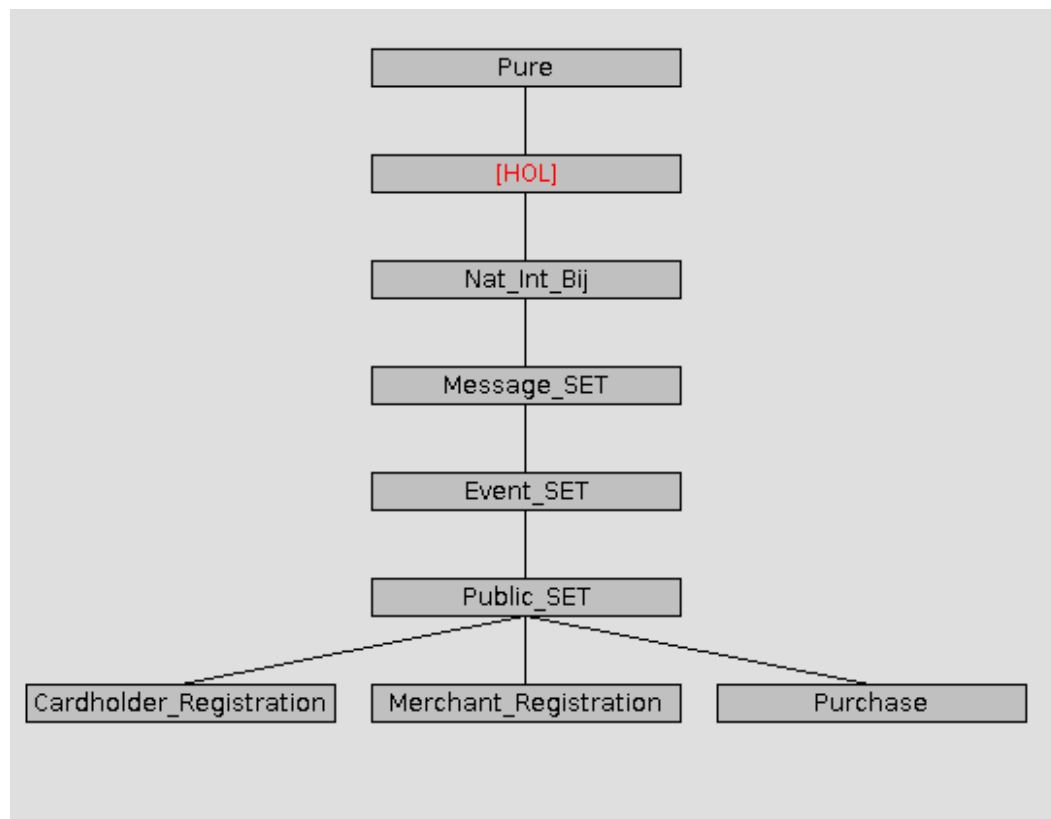 Pure
[HOL]
Nat_Int_Bij
Message_SET
Event_SET
Public_SET
Cardholder_Registration
Merchant_Registration
Purchase